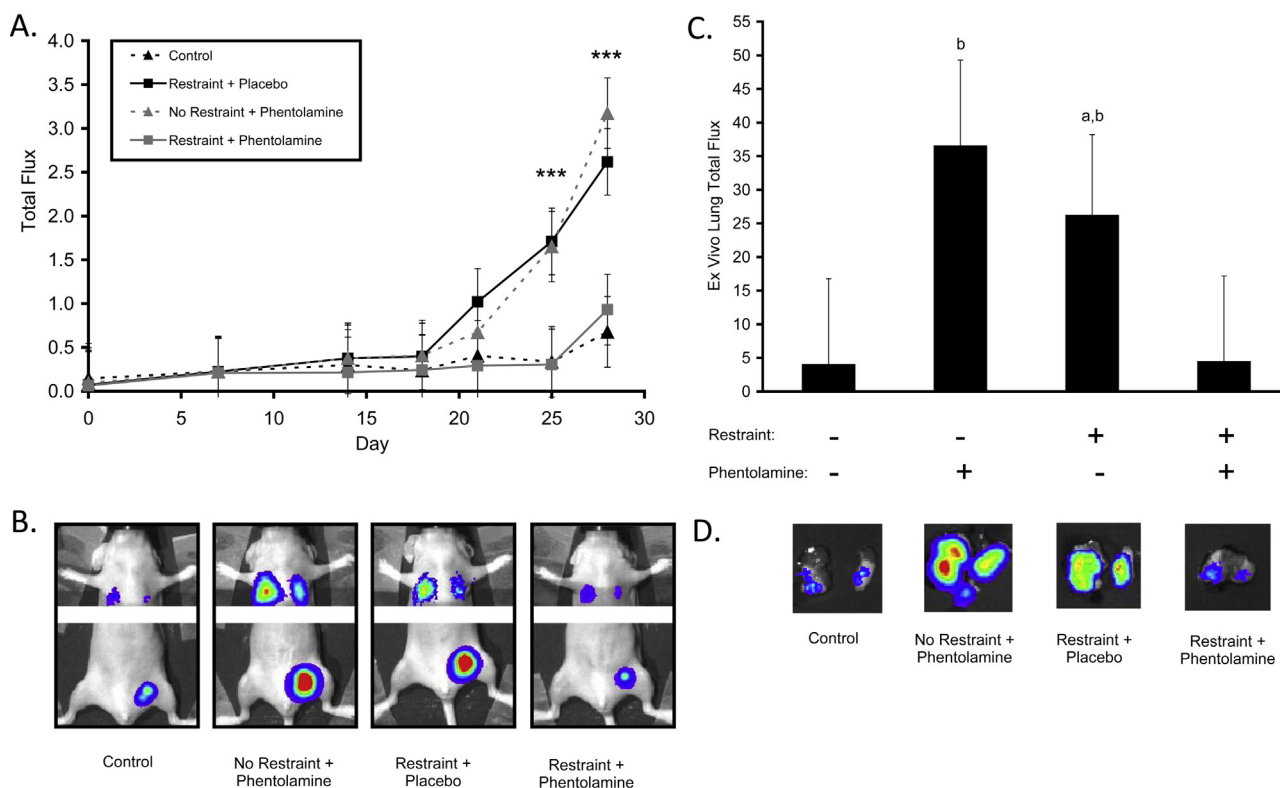 A.
4.0
3.5
3.0
2.5
2.0
1.5
1.0
0.5
0.0
Total Flux
Control
Restraint + Placebo
No Restraint + Phentolamine
Restraint + Phentolamine
***
***
0 5 10 15 20 25 30
Day
C.
55
50
45
40
35
30
25
20
15
10
5
0
Ex Vivo Lung Total Flux
b
a,b
Restraint: - - + +
Phentolamine: - + - +
B.
Control
No Restraint +
Phentolamine
Restraint +
Placebo
Restraint +
Phentolamine
D.
Control
No Restraint +
Phentolamine
Restraint +
Placebo
Restraint +
Phentolamine